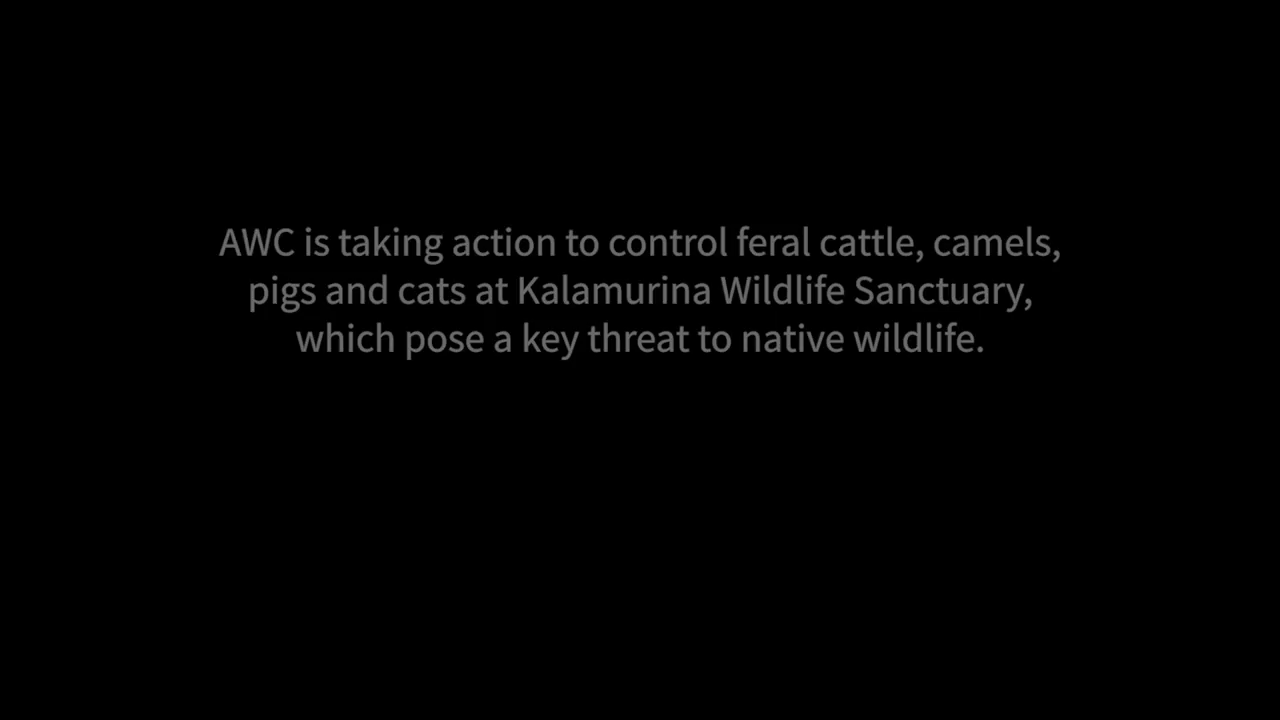 AWC is taking action to control feral cattle, camels,
pigs and cats at Kalamurina Wildlife Sanctuary,
which pose a key threat to native wildlife.